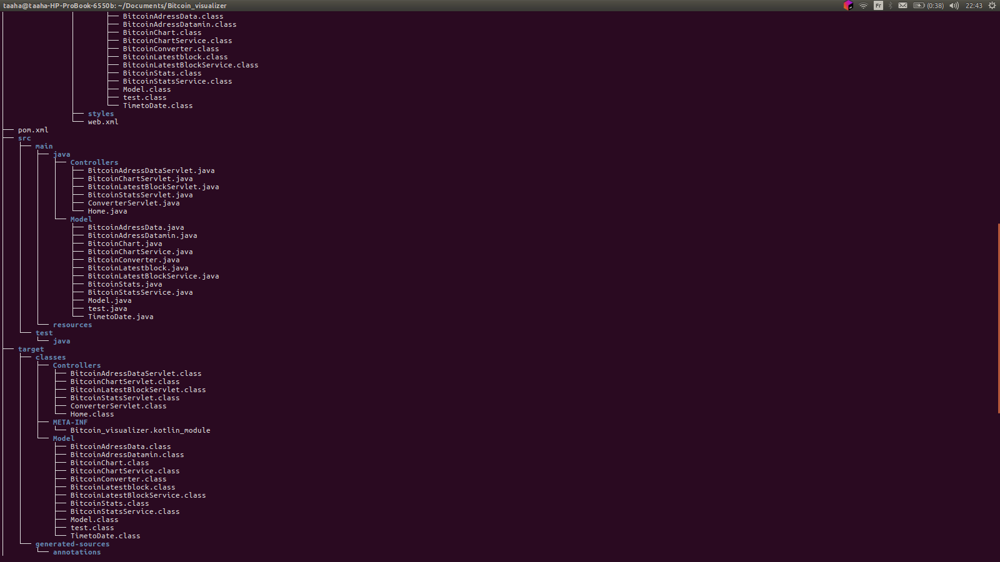 taaha@taaha-HP-ProBook-6550b: ~/Documents/Bitcoin_visualizer Fr (0:38) 22:43
│ │ ├── BitcoinAdressData.class
│ │ ├── BitcoinAdressDatamin.class
│ │ ├── BitcoinChart.class
│ │ ├── BitcoinChartService.class
│ │ ├── BitcoinConverter.class
│ │ ├── BitcoinLatestblock.class
│ │ ├── BitcoinLatestBlockService.class
│ │ ├── BitcoinStats.class
│ │ ├── BitcoinStatsService.class
│ │ ├── Model.class
│ │ ├── test.class
│ │ └── TimetoDate.class
│ ├── styles
│ └── web.xml
├── pom.xml
├── src
│ ├── main
│ │ ├── java
│ │ │ ├── Controllers
│ │ │ │ ├── BitcoinAdressDataServlet.java
│ │ │ │ ├── BitcoinChartServlet.java
│ │ │ │ ├── BitcoinLatestBlockServlet.java
│ │ │ │ ├── BitcoinStatsServlet.java
│ │ │ │ ├── ConverterServlet.java
│ │ │ │ └── Home.java
│ │ │ └── Model
│ │ │ ├── BitcoinAdressData.java
│ │ │ ├── BitcoinAdressDatamin.java
│ │ │ ├── BitcoinChart.java
│ │ │ ├── BitcoinChartService.java
│ │ │ ├── BitcoinConverter.java
│ │ │ ├── BitcoinLatestblock.java
│ │ │ ├── BitcoinLatestBlockService.java
│ │ │ ├── BitcoinStats.java
│ │ │ ├── BitcoinStatsService.java
│ │ │ ├── Model.java
│ │ │ ├── test.java
│ │ │ └── TimetoDate.java
│ │ └── resources
│ └── test
│ └── java
├── target
│ ├── classes
│ │ ├── Controllers
│ │ │ ├── BitcoinAdressDataServlet.class
│ │ │ ├── BitcoinChartServlet.class
│ │ │ ├── BitcoinLatestBlockServlet.class
│ │ │ ├── BitcoinStatsServlet.class
│ │ │ ├── ConverterServlet.class
│ │ │ └── Home.class
│ │ ├── META-INF
│ │ │ └── Bitcoin_visualizer.kotlin_module
│ │ └── Model
│ │ ├── BitcoinAdressData.class
│ │ ├── BitcoinAdressDatamin.class
│ │ ├── BitcoinChart.class
│ │ ├── BitcoinChartService.class
│ │ ├── BitcoinConverter.class
│ │ ├── BitcoinLatestblock.class
│ │ ├── BitcoinLatestBlockService.class
│ │ ├── BitcoinStats.class
│ │ ├── BitcoinStatsService.class
│ │ ├── Model.class
│ │ ├── test.class
│ │ └── TimetoDate.class
│ └── generated-sources
│ └── annotations